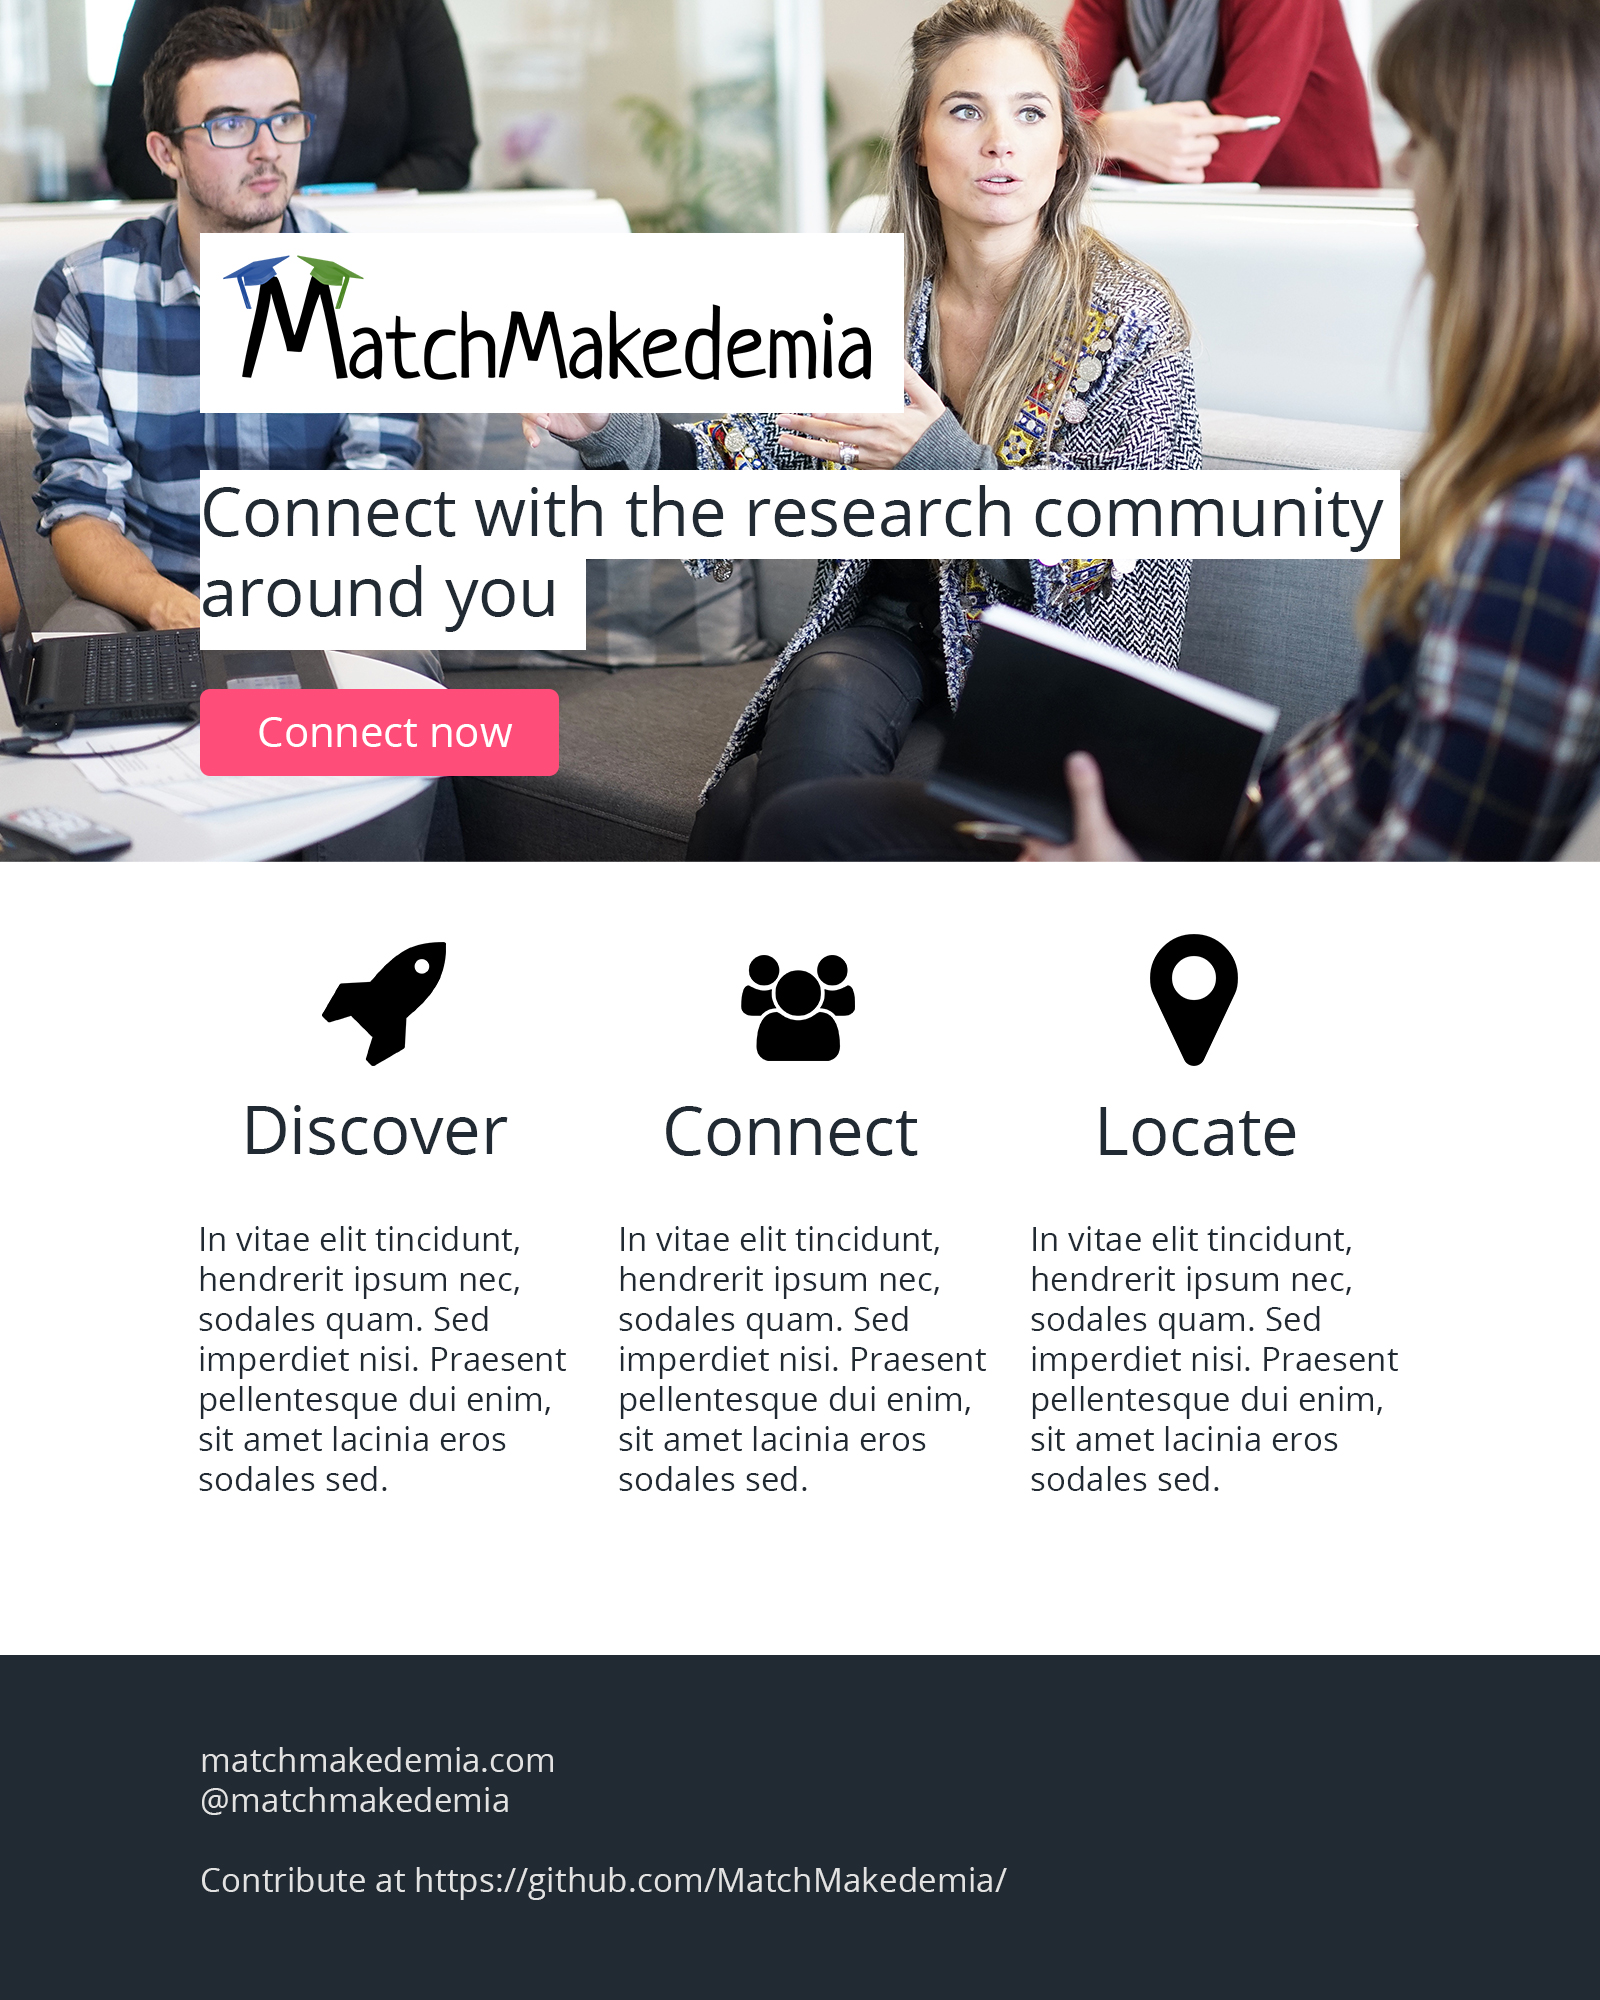 MatchMakedemia
Connect with the research community
around you
Connect now
Discover
In vitae elit tincidunt,
hendrerit ipsum nec,
sodales quam. Sed
imperdiet nisi. Praesent
pellentesque dui enim,
sit amet lacinia eros
sodales sed.
Connect
In vitae elit tincidunt,
hendrerit ipsum nec,
sodales quam. Sed
imperdiet nisi. Praesent
pellentesque dui enim,
sit amet lacinia eros
sodales sed.
Locate
In vitae elit tincidunt,
hendrerit ipsum nec,
sodales quam. Sed
imperdiet nisi. Praesent
pellentesque dui enim,
sit amet lacinia eros
sodales sed.
matchmakedemia.com
@matchmakedemia
Contribute at https://github.com/MatchMakedemia/